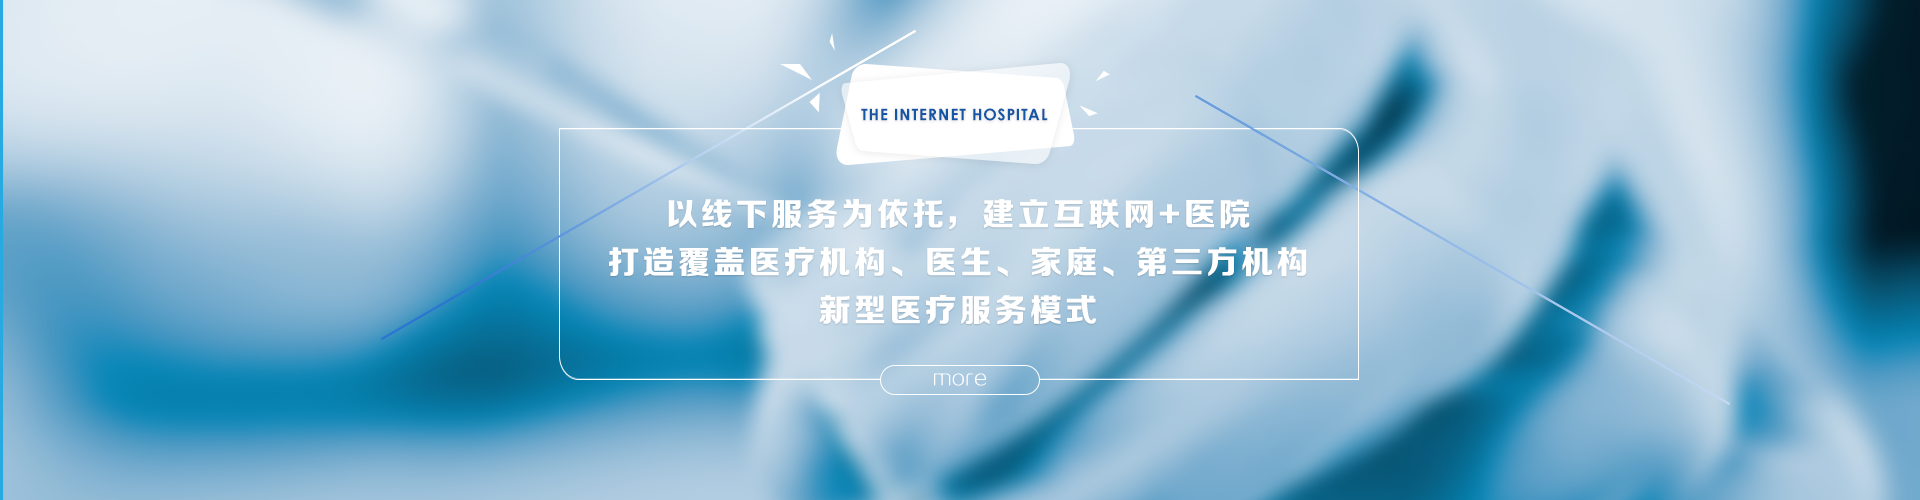 THE INTERNET HOSPITAL
以线下服务为依托，建立互联网+医院
打造覆盖医疗机构、医生、家庭、第三方机构
新型医疗服务模式
more